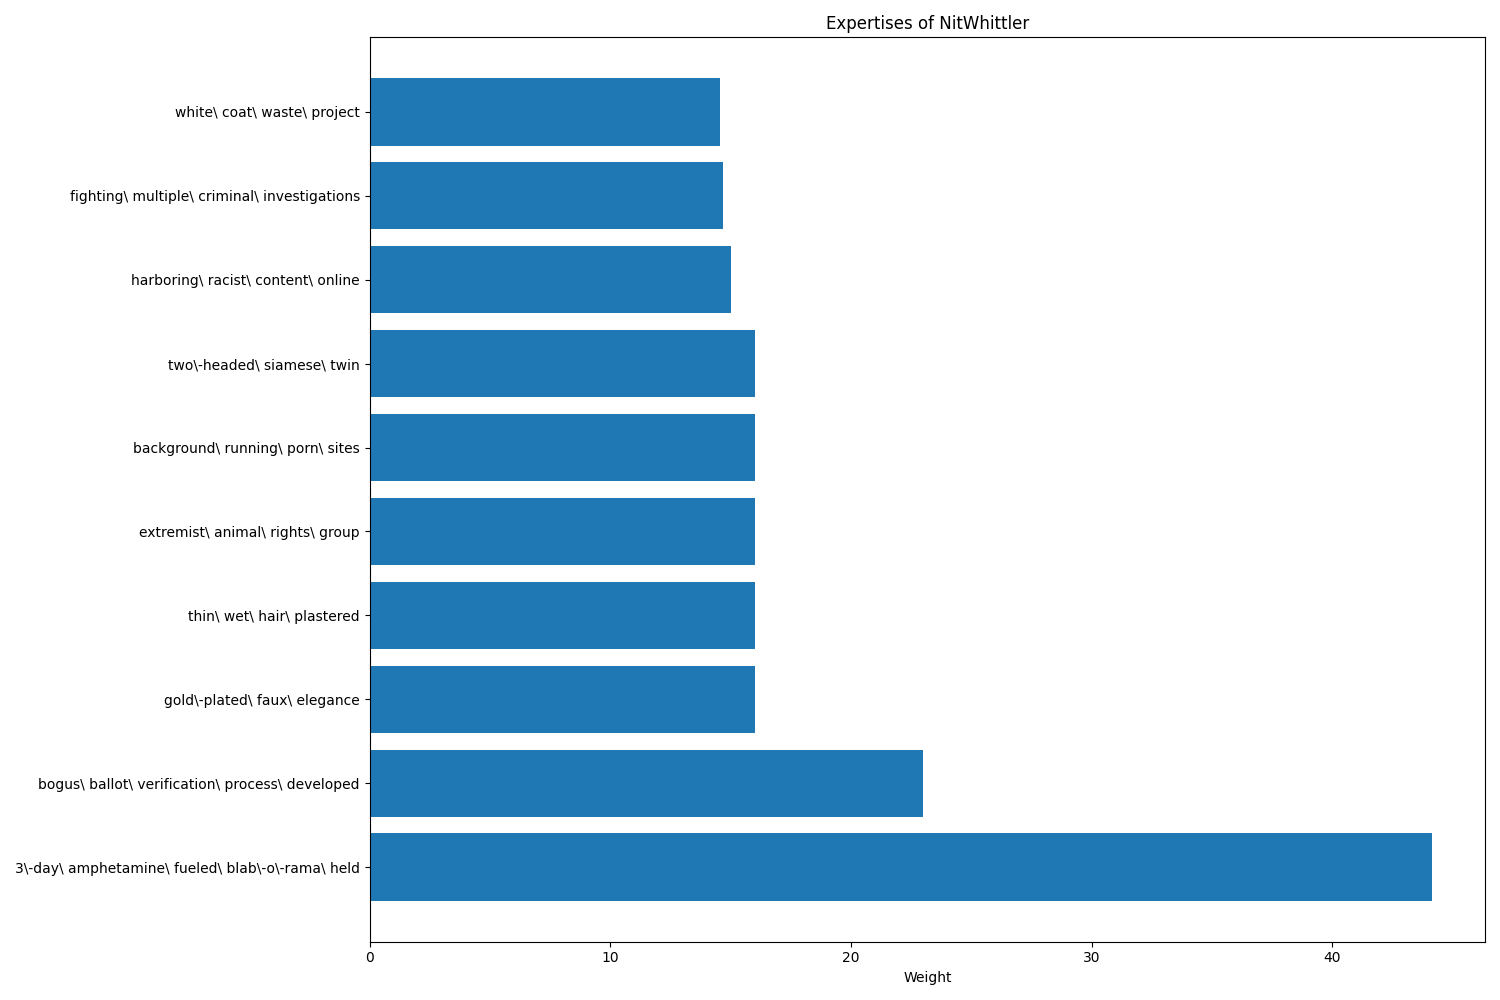 Expertises of NitWhittler
white\ coat\ waste\ project
fighting\ multiple\ criminal\ investigations
harboring\ racist\ content\ online
two\-headed\ siamese\ twin
background\ running\ porn\ sites
extremist\ animal\ rights\ group
thin\ wet\ hair\ plastered
gold\-plated\ faux\ elegance
bogus\ ballot\ verification\ process\ developed
3\-day\ amphetamine\ fueled\ blab\-o\-rama\ held
0 10 20 30 40
Weight